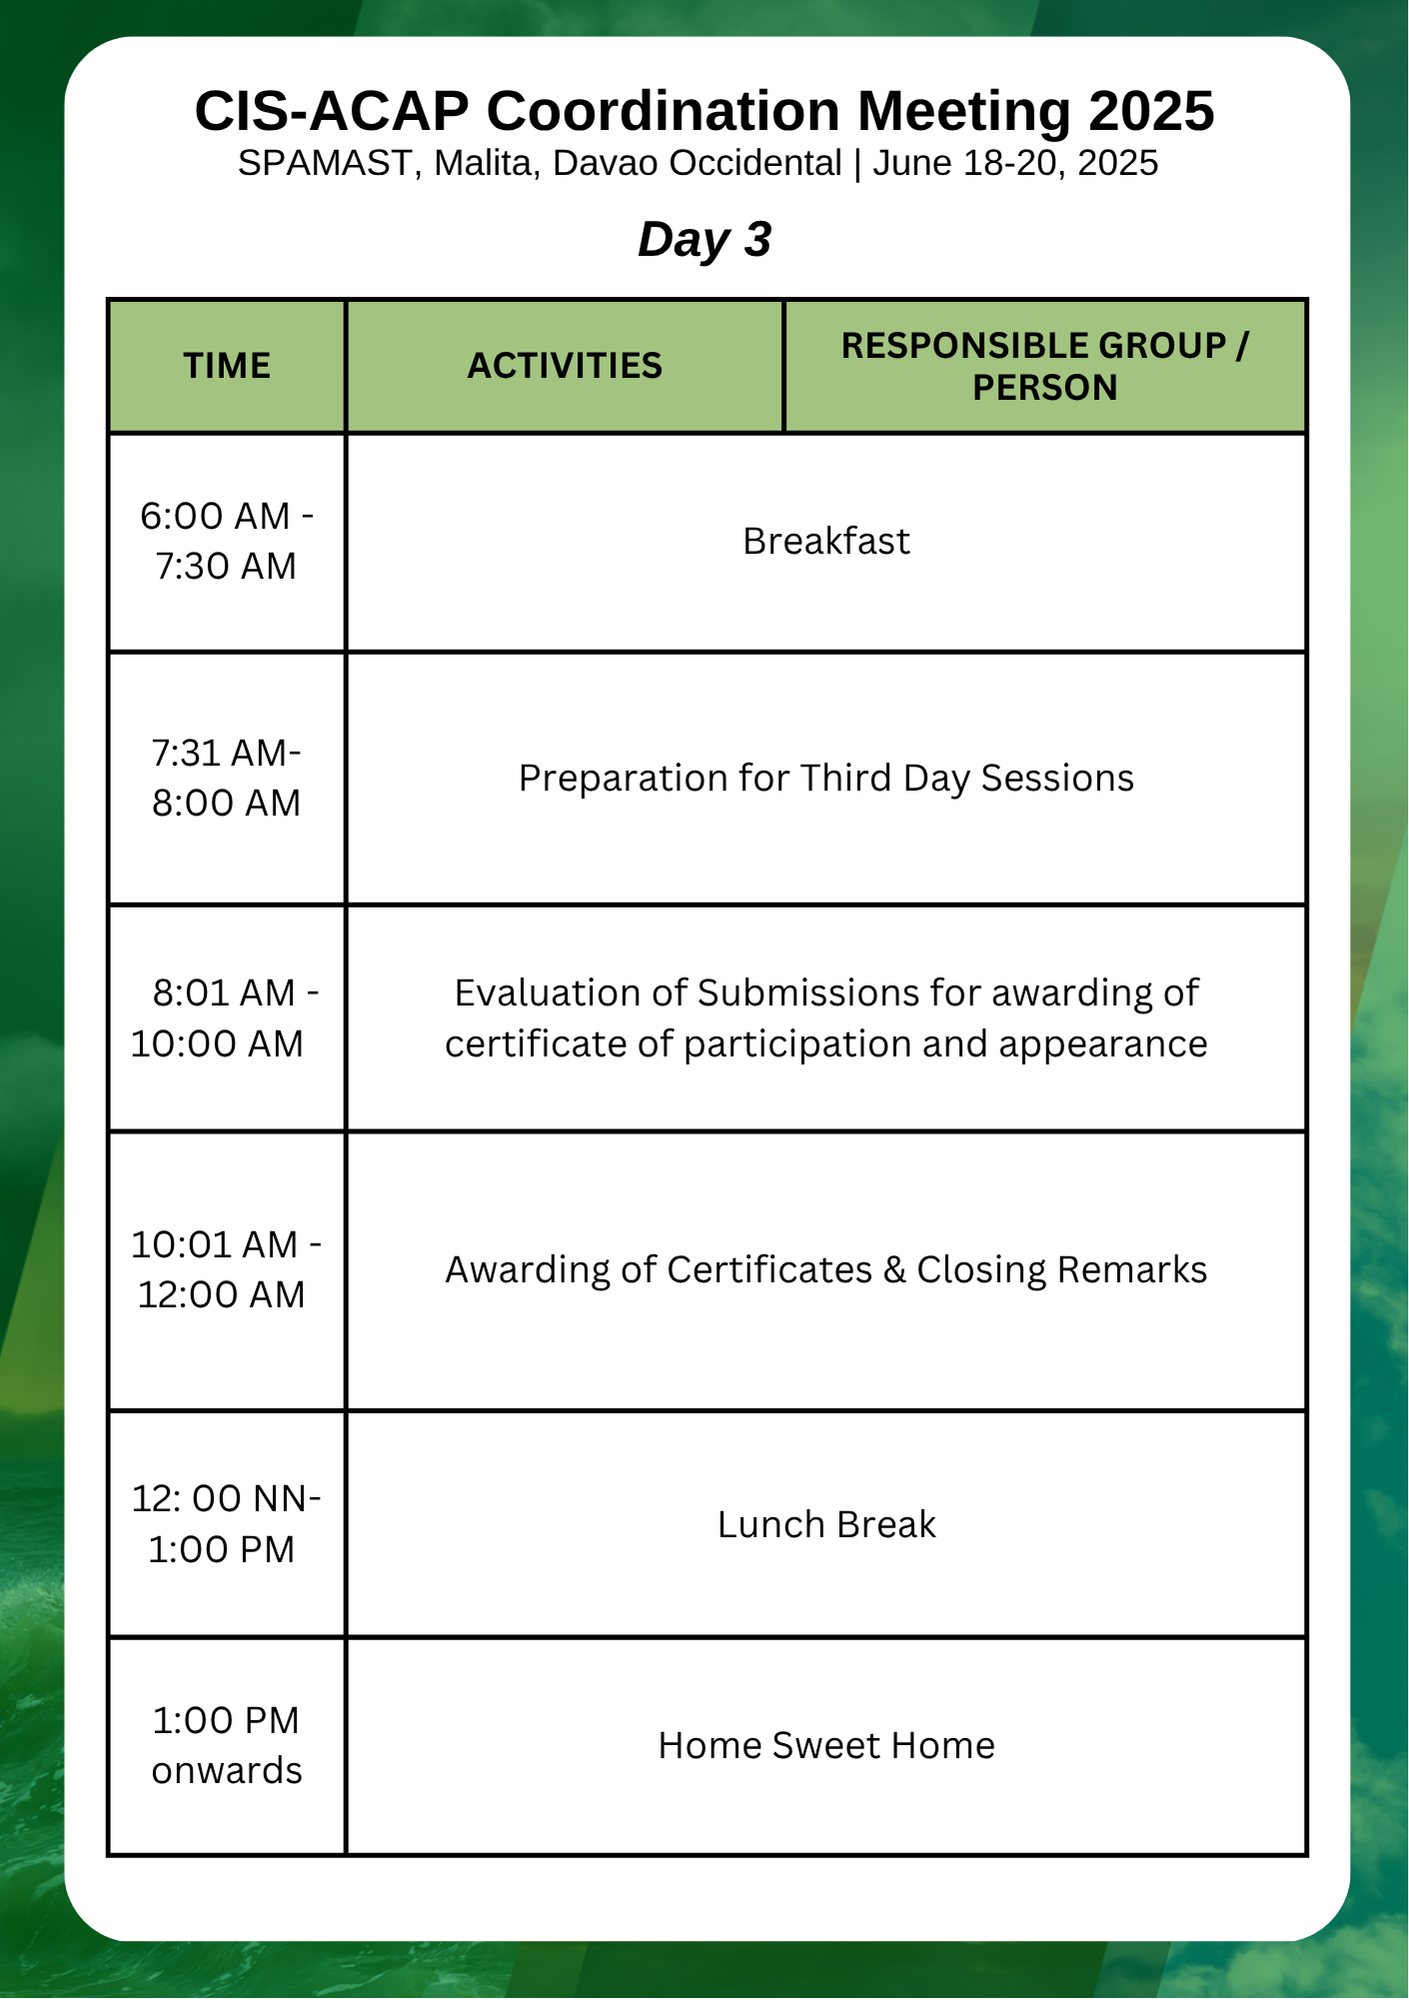 CIS-ACAP Coordination Meeting 2025
SPAMAST, Malita, Davao Occidental | June 18-20, 2025
Day 3
TIME
ACTIVITIES
RESPONSIBLE GROUP /
PERSON
6:00 AM -
7:30 AM
Breakfast
7:31 AM-
8:00 AM
Preparation for Third Day Sessions
8:01 AM -
10:00 AM
Evaluation of Submissions for awarding of
certificate of participation and appearance
10:01 AM -
12:00 AM
Awarding of Certificates & Closing Remarks
12: 00 NN-
1:00 PM
Lunch Break
1:00 PM
onwards
Home Sweet Home